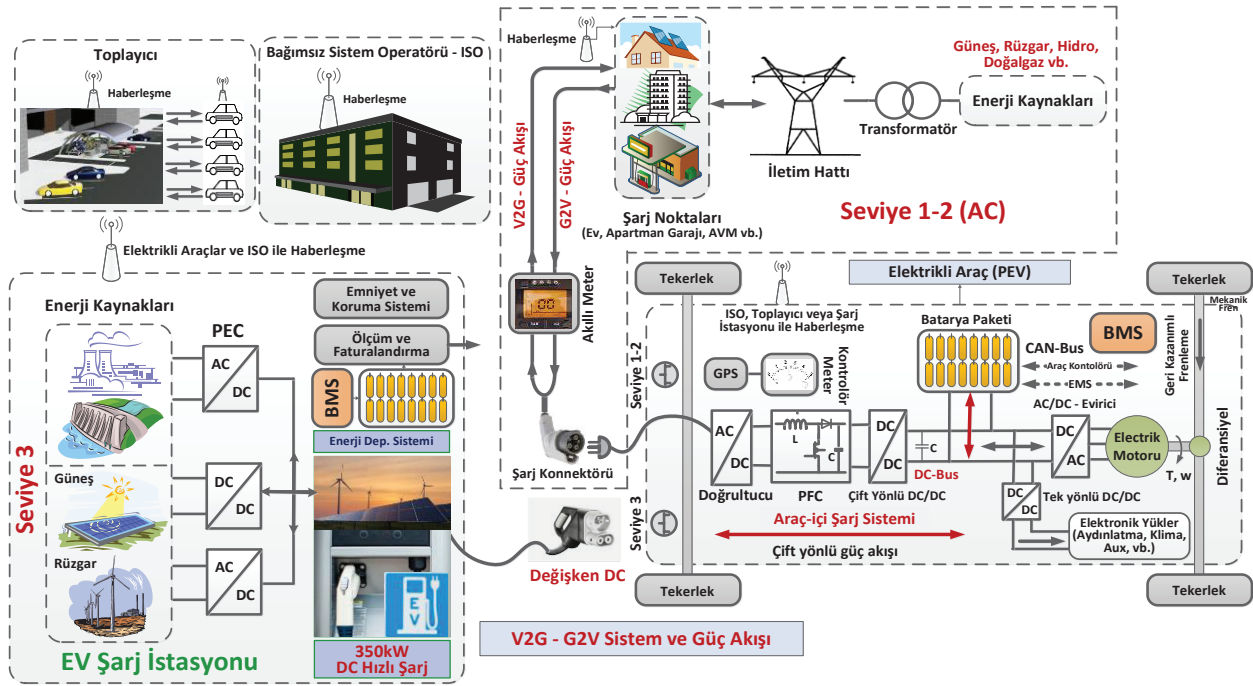 Toplayıcı
Haberleşme
Bağımsız Sistem Operatörü - ISO
Haberleşme
Elektrikli Araçlar ve ISO ile Haberleşme
Haberleşme
V2G - Güç Akışı
G2V - Güç Akışı
Şarj Noktaları
(Ev, Apartman Garajı, AVM vb.)
İletim Hattı
Transformatör
Güneş, Rüzgar, Hidro,
Doğalgaz vb.
Enerji Kaynakları
Seviye 1-2 (AC)
Akıllı Meter
Şarj Konnektörü
Seviye 3
Enerji Kaynakları
Güneş
Rüzgar
PEC
AC
DC
DC
DC
AC
DC
Emniyet ve
Koruma Sistemi
Ölçüm ve
Faturalandırma
BMS
Enerji Dep. Sistemi
EV
350kW
DC Hızlı Şarj
EV Şarj İstasyonu
Değişken DC
V2G - G2V Sistem ve Güç Akışı
Tekerlek
Tekerlek
Tekerlek
Tekerlek
Elektrikli Araç (PEV)
ISO, Toplayıcı veya Şarj
İstasyonu ile Haberleşme
Seviye 1-2
Seviye 3
GPS
Kontrolör
Meter
Batarya Paketi
BMS
CAN-Bus
Araç Kontolörü
EMS
Mekanik
Fren
Geri Kazanımlı
Frenleme
Diferansiyel
AC
DC
Doğrultucu
L
C
PFC
DC
DC
Çift Yönlü DC/DC
C
DC-Bus
AC/DC - Evirici
DC
AC
Electrik
Motoru
T, w
DC
DC
Tek yönlü DC/DC
Elektronik Yükler
(Aydınlatma, Klima,
Aux, vb.)
Araç-içi Şarj Sistemi
Çift yönlü güç akışı